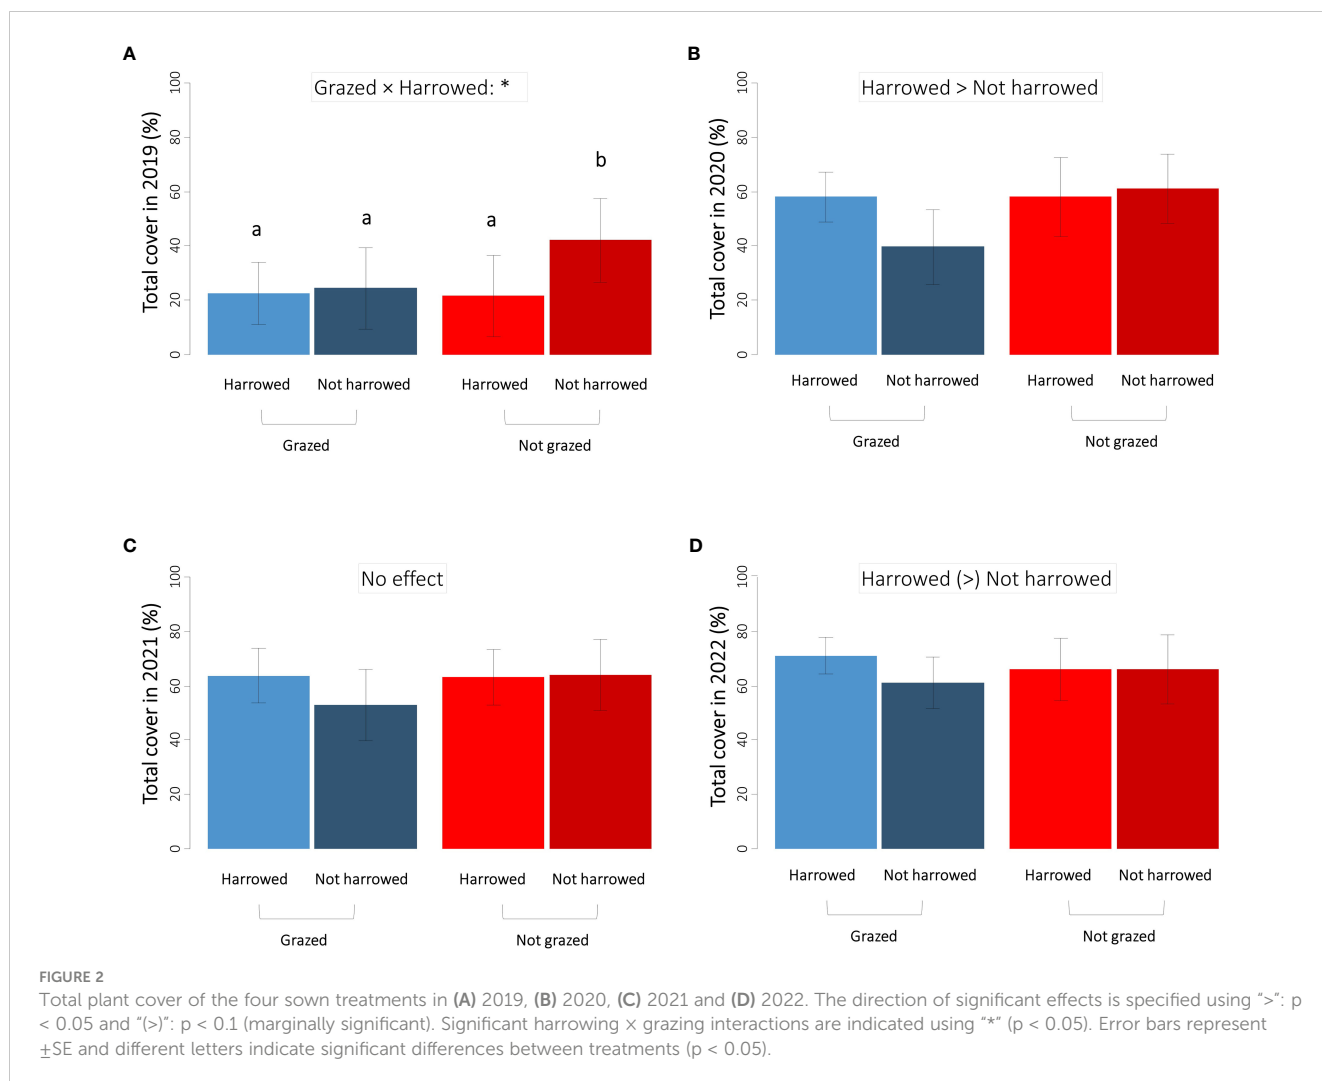 A
Grazed × Harrowed: *
Total cover in 2019 (%)
100
80
60
40
20
0
a
a
a
b
Harrowed
Not harrowed
Harrowed
Not harrowed
Grazed
Not grazed
B
Harrowed > Not harrowed
Total cover in 2020 (%)
100
80
60
40
20
0
Harrowed
Not harrowed
Harrowed
Not harrowed
Grazed
Not grazed
C
No effect
Total cover in 2021 (%)
100
80
60
40
20
0
Harrowed
Not harrowed
Harrowed
Not harrowed
Grazed
Not grazed
D
Harrowed (>) Not harrowed
Total cover in 2022 (%)
100
80
60
40
20
0
Harrowed
Not harrowed
Harrowed
Not harrowed
Grazed
Not grazed
FIGURE 2
Total plant cover of the four sown treatments in (A) 2019, (B) 2020, (C) 2021 and (D) 2022. The direction of significant effects is specified using “>”: p
< 0.05 and “(>)”: p < 0.1 (marginally significant). Significant harrowing × grazing interactions are indicated using “*” (p < 0.05). Error bars represent
±SE and different letters indicate significant differences between treatments (p < 0.05).